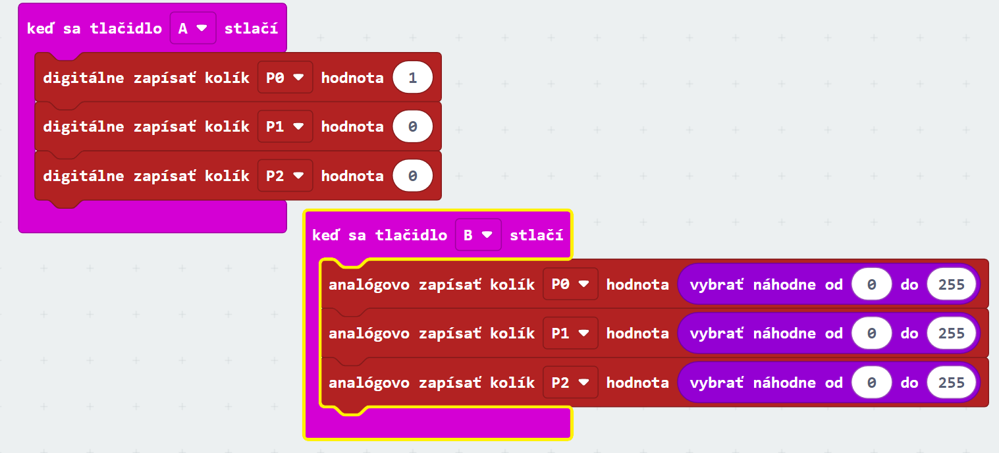 keď sa tlačidlo A stlačí
digitálne zapísať kolík P0 hodnota 1
digitálne zapísať kolík P1 hodnota 0
digitálne zapísať kolík P2 hodnota 0
keď sa tlačidlo B stlačí
analógovo zapísať kolík P0 hodnota vybrať náhodne od 0 do 255
analógovo zapísať kolík P1 hodnota vybrať náhodne od 0 do 255
analógovo zapísať kolík P2 hodnota vybrať náhodne od 0 do 255